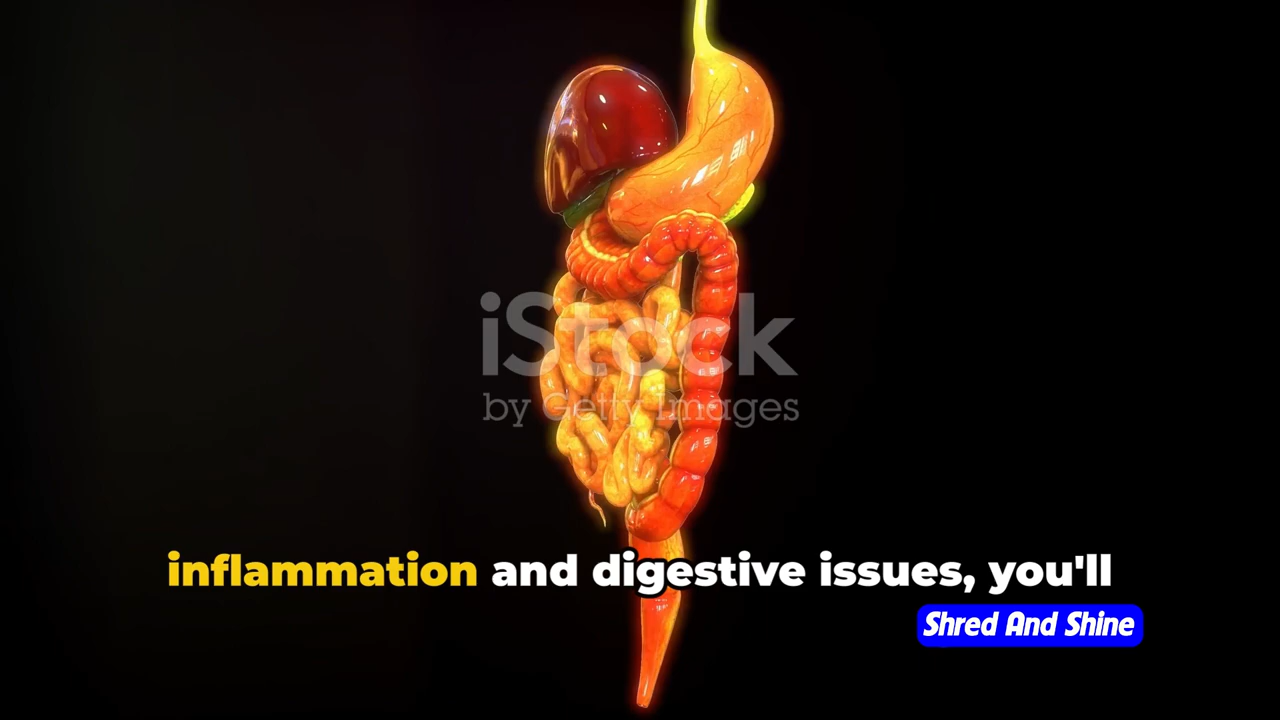 iStock
by Getty Images
inflammation and digestive issues, you'll
Shred And Shine